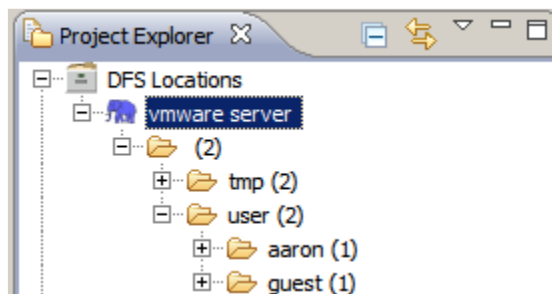 Project Explorer
DFS Locations
vmware server
(2)
tmp (2)
user (2)
aaron (1)
guest (1)